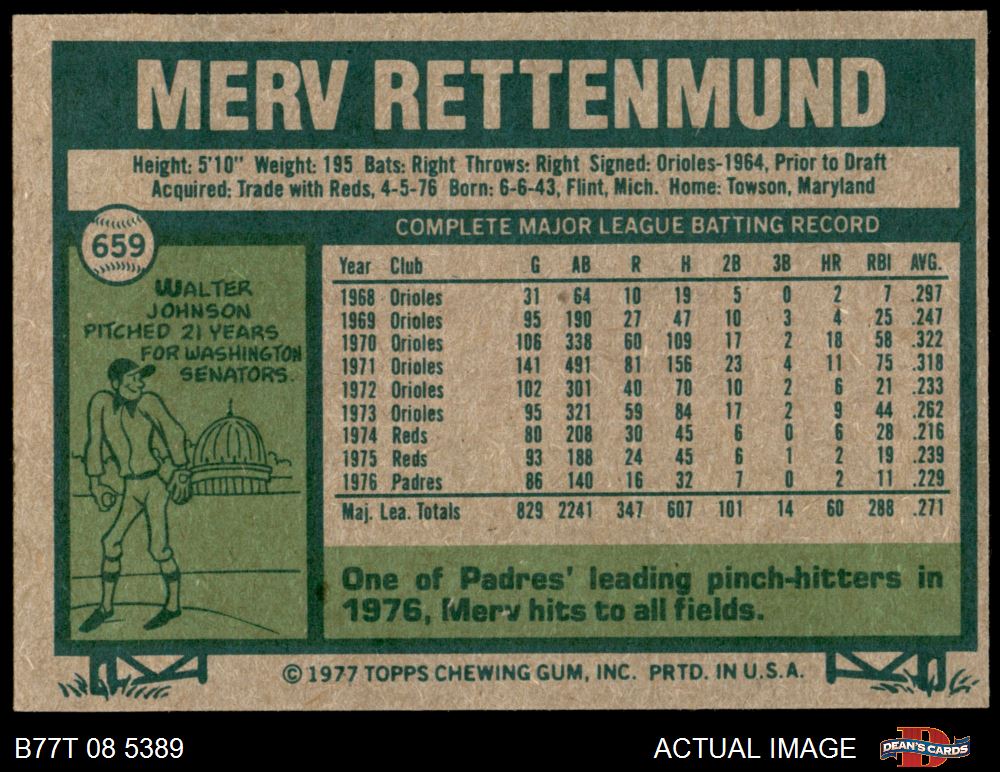 MERV RETTENMUND
Height: 5'10" Weight: 195 Bats: Right Throws: Right Signed: Orioles-1964, Prior to Draft
Acquired: Trade with Reds, 4-5-76 Born: 6-6-43, Flint, Mich. Home: Towson, Maryland
659
WALTER
JOHNSON
PITCHED 21 YEARS
FOR WASHINGTON
SENATORS.
COMPLETE MAJOR LEAGUE BATTING RECORD
Year Club G AB R H 2B 3B HR RBI AVG.
1968 Orioles 31 64 10 19 5 0 2 7 .297
1969 Orioles 95 190 27 47 10 3 4 25 .247
1970 Orioles 106 338 60 109 17 2 18 58 .322
1971 Orioles 141 491 81 156 23 4 11 75 .318
1972 Orioles 102 301 40 70 10 2 6 21 .233
1973 Orioles 95 321 59 84 17 2 9 44 .262
1974 Reds 80 208 30 45 6 0 6 28 .216
1975 Reds 93 188 24 45 6 1 2 19 .239
1976 Padres 86 140 16 32 7 0 2 11 .229
Maj. Lea. Totals 829 2241 347 607 101 14 60 288 .271
One of Padres' leading pinch-hitters in
1976, Merv hits to all fields.
© 1977 TOPPS CHEWING GUM, INC. PRTD. IN U.S.A.
B77T 08 5389
ACTUAL IMAGE
D
DEAN'S CARDS